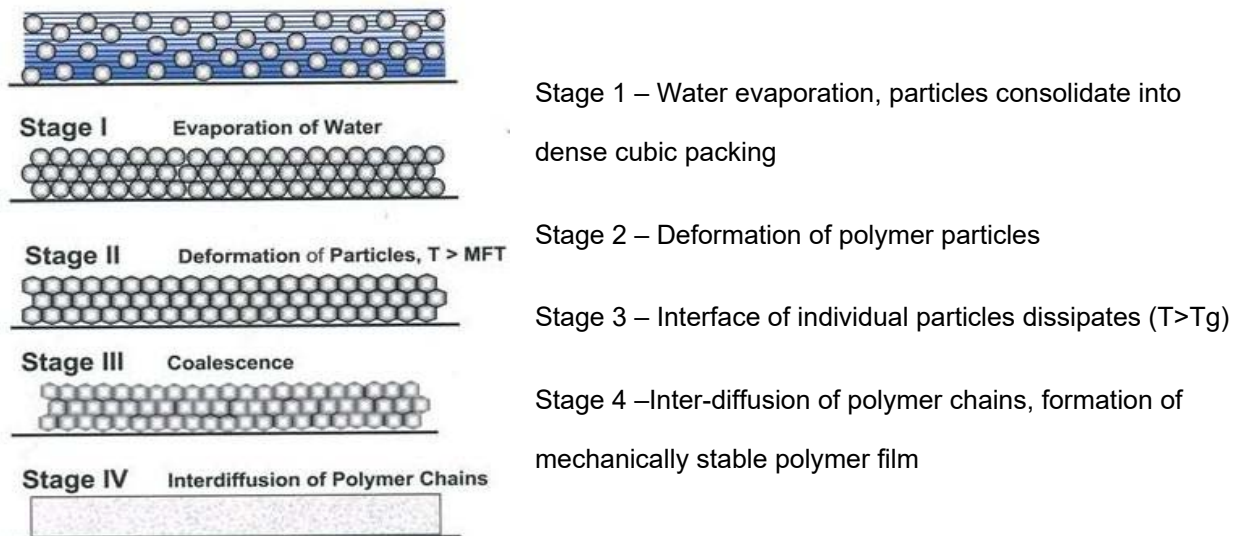 Stage I Evaporation of Water
Stage II Deformation of Particles, T > MFT
Stage III Coalescence
Stage IV Interdiffusion of Polymer Chains
Stage 1 – Water evaporation, particles consolidate into
dense cubic packing
Stage 2 – Deformation of polymer particles
Stage 3 – Interface of individual particles dissipates (T>Tg)
Stage 4 –Inter-diffusion of polymer chains, formation of
mechanically stable polymer film